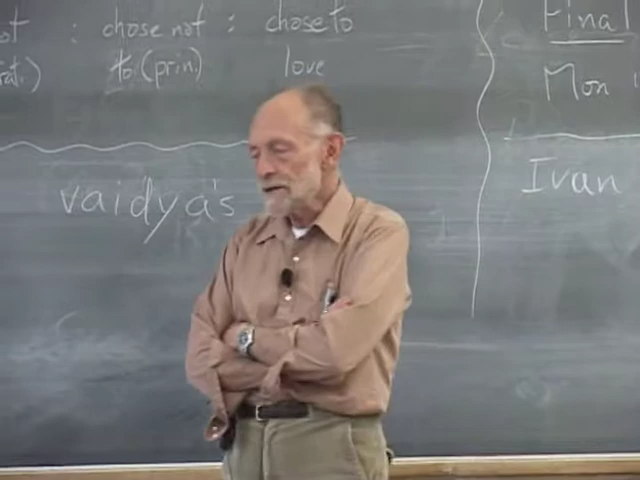 : chose not : chose to
to (prin.) love
Final
Mon
vaidya's
Ivan